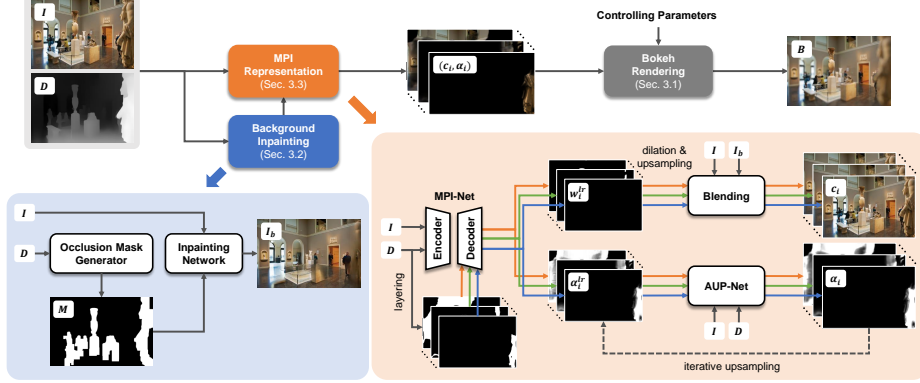 I
D
MPI
Representation
(Sec. 3.3)
Background
Inpainting
(Sec. 3.2)
(c_i, α_i)
Controlling Parameters
Bokeh
Rendering
(Sec. 3.1)
B
I
D
Occlusion Mask
Generator
Inpainting
Network
I_b
M
MPI-Net
I
D
Encoder
Decoder
layering
w_i^lr
α_i^lr
dilation &
upsampling
I
I_b
Blending
c_i
AUP-Net
I
D
α_i
iterative upsampling